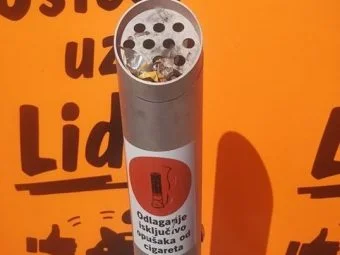 uz
Lid
Odlaganje
isključivo
opušaka od
cigareta